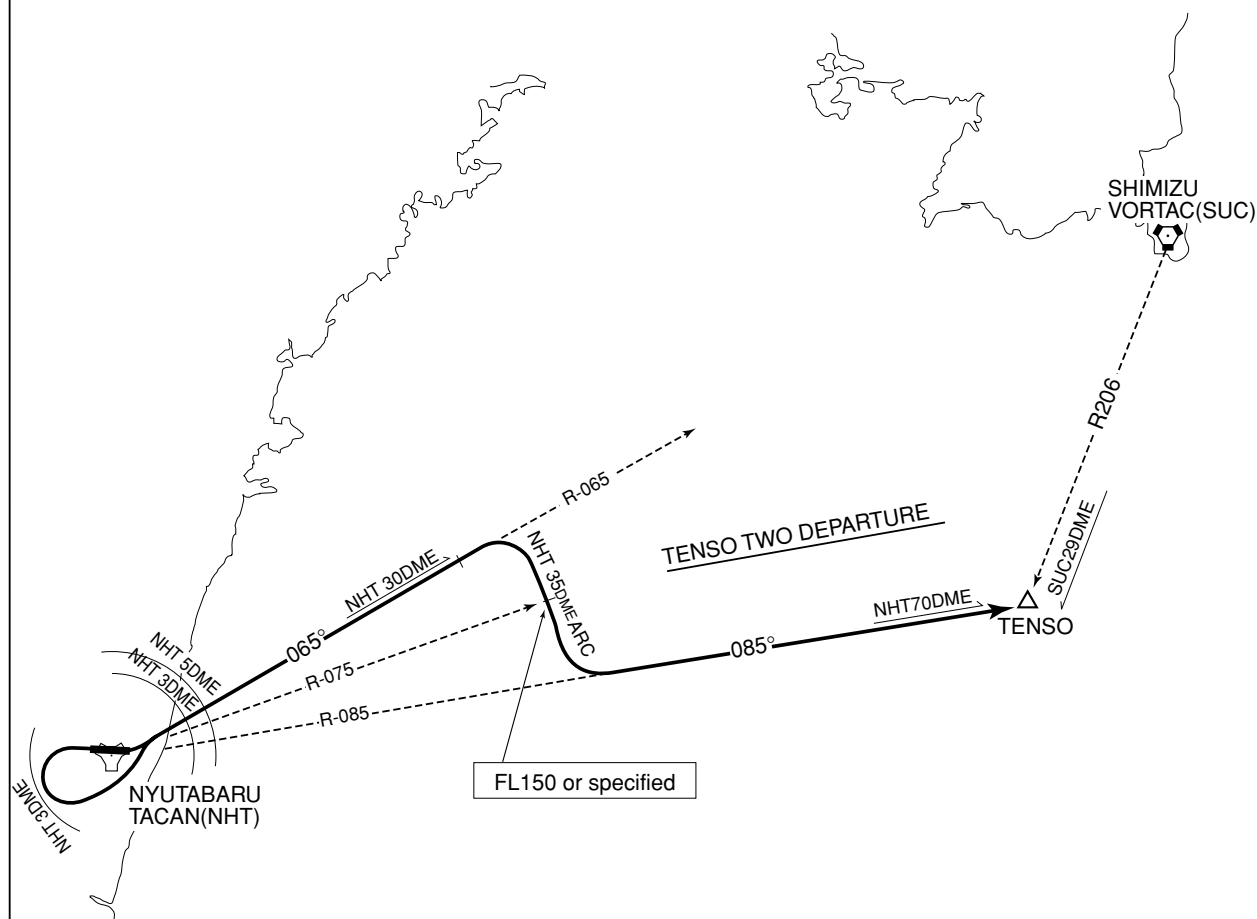 SHIMIZU
VORTAC(SUC)
R206
R-065
TENSO TWO DEPARTURE
NHT 30DME
NHT 35DME ARC
SUC29DME
NHT70DME
TENSO
065°
085°
NHT 5DME
NHT 3DME
R-075
R-085
FL150 or specified
NYUTABARU
TACAN(NHT)
NHT 3DME